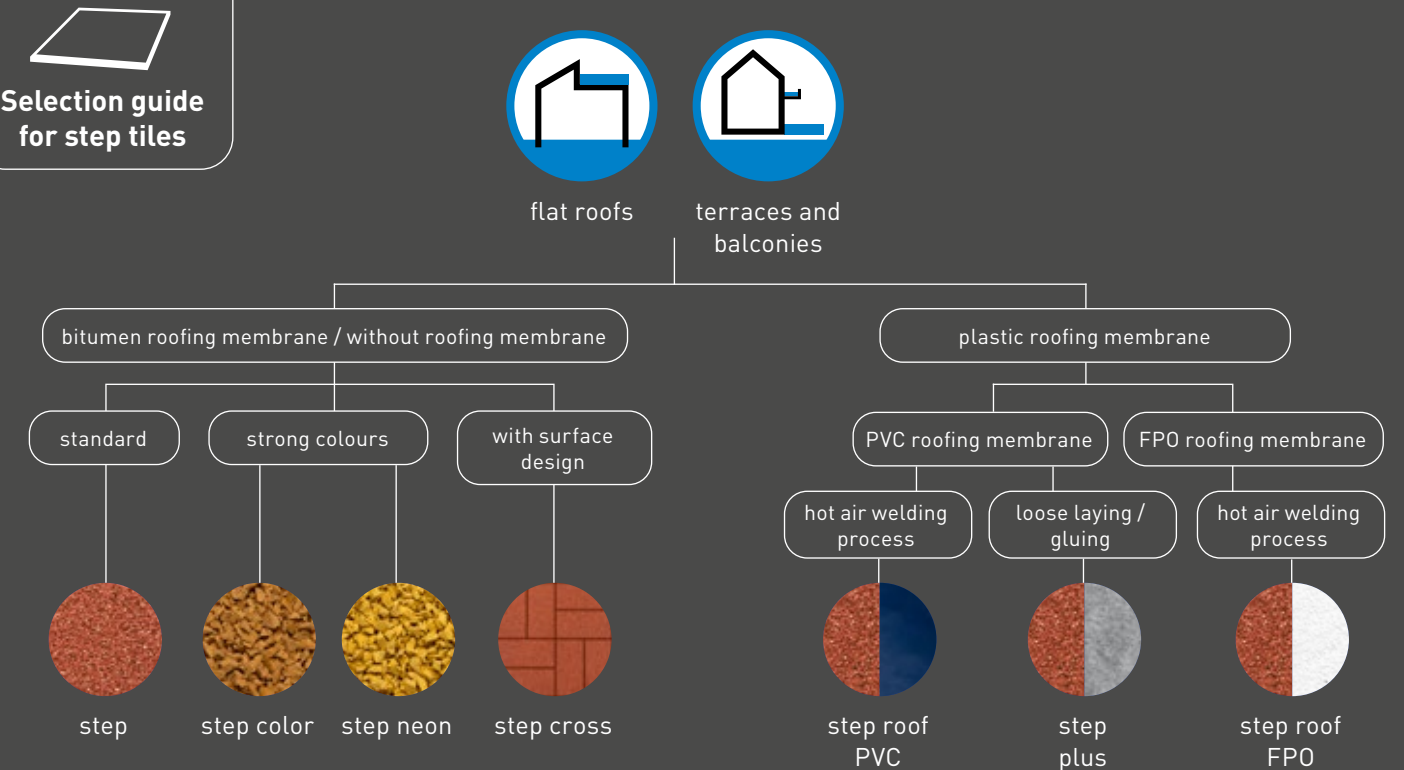 Selection guide
for step tiles
flat roofs
terraces and
balconies
bitumen roofing membrane / without roofing membrane
plastic roofing membrane
standard
strong colours
with surface
design
PVC roofing membrane
FPO roofing membrane
hot air welding
process
loose laying /
gluing
hot air welding
process
step
step color
step neon
step cross
step roof
PVC
step
plus
step roof
FPO